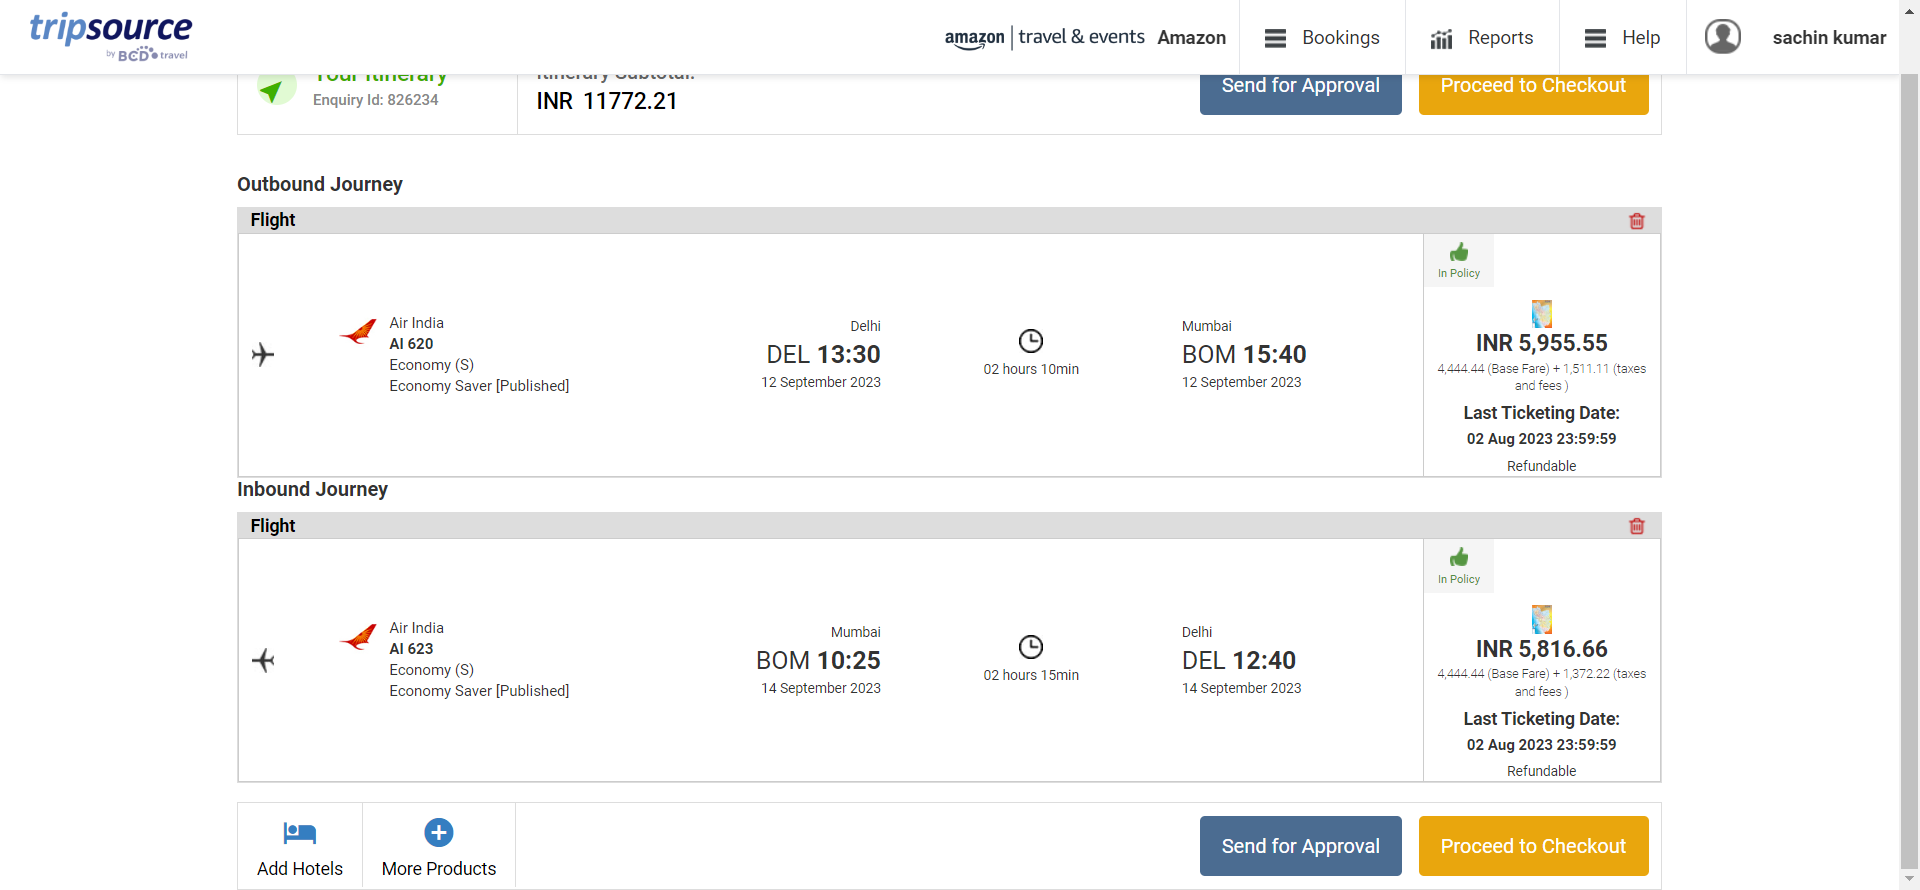 tripsource
by BCD travel
amazon | travel & events Amazon
Bookings
Reports
Help
sachin kumar
Your Itinerary
Enquiry Id: 826234
Itinerary Subtotal:
INR 11772.21
Send for Approval
Proceed to Checkout
Outbound Journey
Flight
In Policy
Air India
AI 620
Economy (S)
Economy Saver [Published]
Delhi
DEL 13:30
12 September 2023
02 hours 10min
Mumbai
BOM 15:40
12 September 2023
INR 5,955.55
4,444.44 (Base Fare) + 1,511.11 (taxes
and fees )
Last Ticketing Date:
02 Aug 2023 23:59:59
Refundable
Inbound Journey
Flight
In Policy
Air India
AI 623
Economy (S)
Economy Saver [Published]
Mumbai
BOM 10:25
14 September 2023
02 hours 15min
Delhi
DEL 12:40
14 September 2023
INR 5,816.66
4,444.44 (Base Fare) + 1,372.22 (taxes
and fees )
Last Ticketing Date:
02 Aug 2023 23:59:59
Refundable
Add Hotels
More Products
Send for Approval
Proceed to Checkout